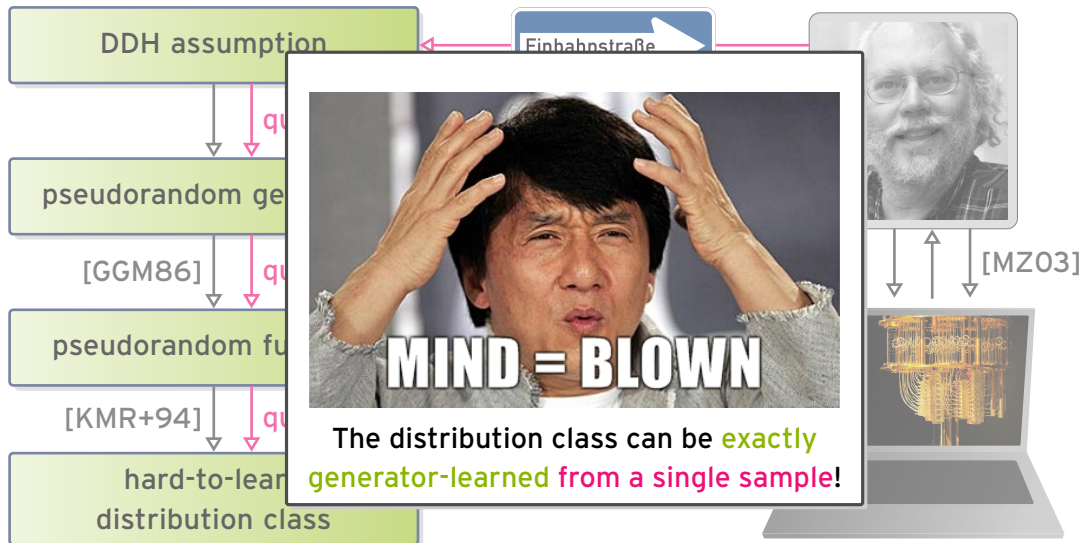 DDH assumption
Einbahnstraße
qu
pseudorandom ge
[GGM86]
qu
[MZ03]
pseudorandom fu
[KMR+94]
qu
hard-to-lear
distribution class
MIND = BLOWN
The distribution class can be exactly
generator-learned from a single sample!